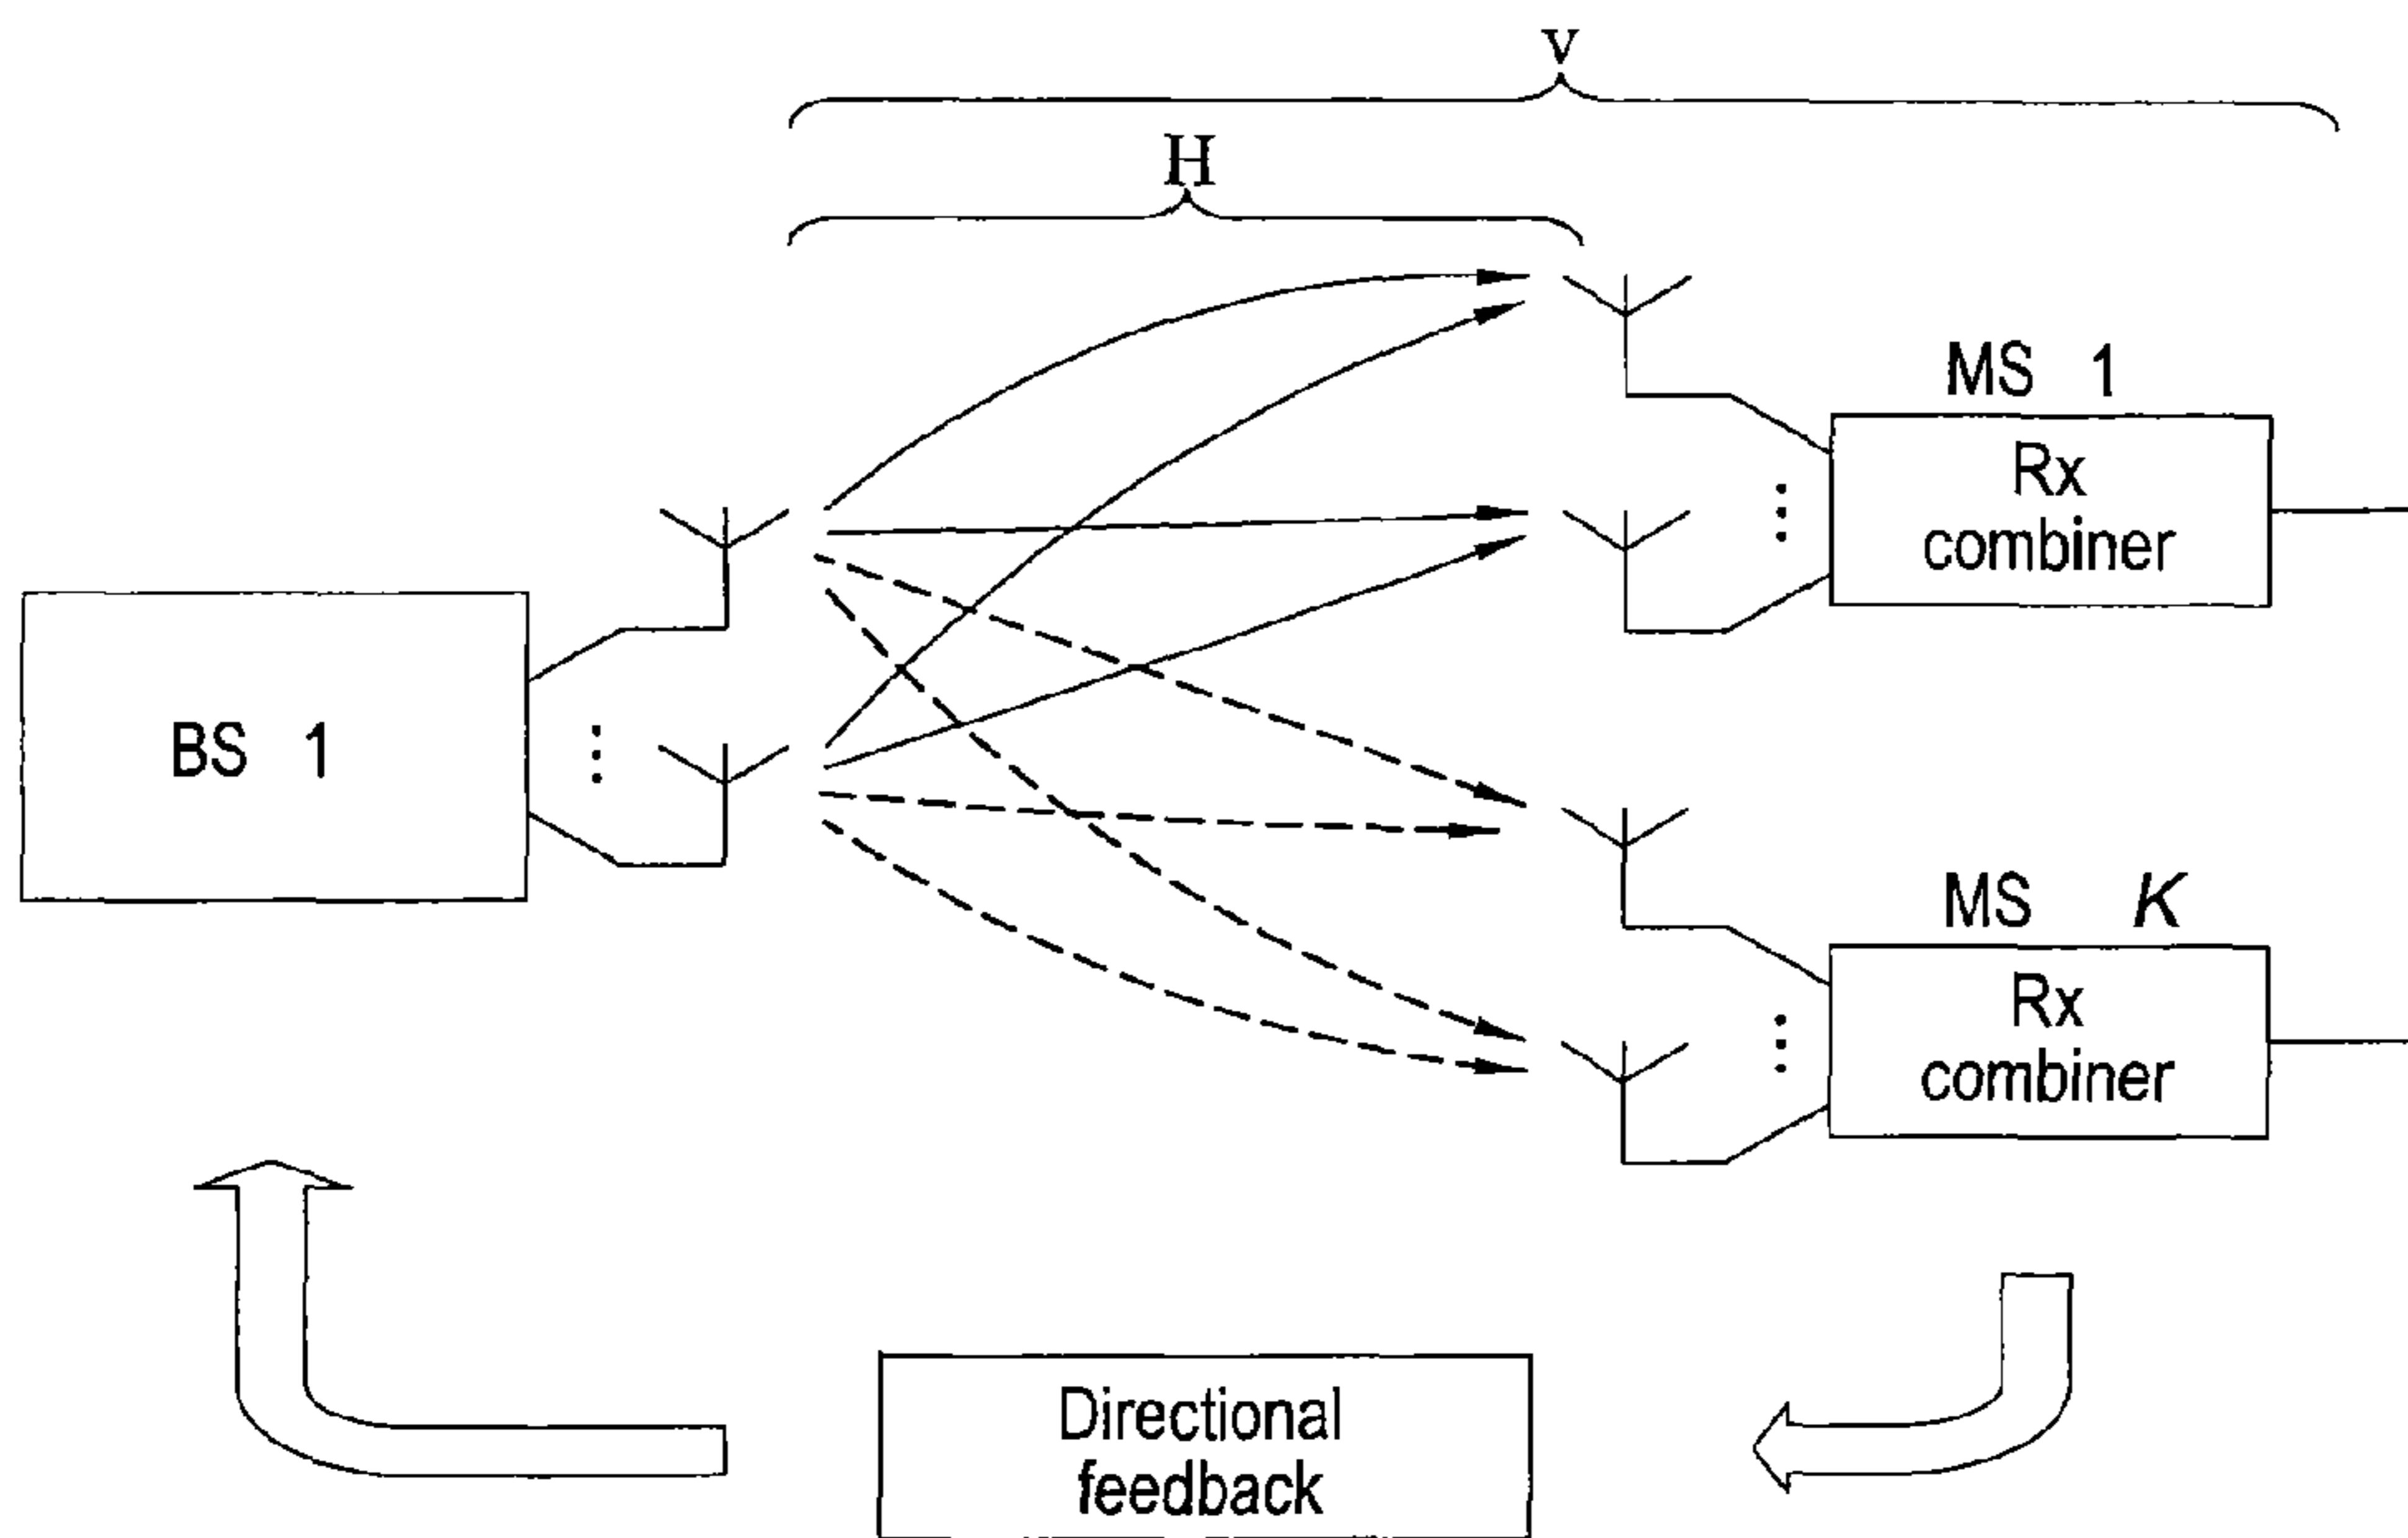 v
H
MS 1
Rx
combiner
BS 1
MS K
Rx
combiner
Directional
feedback